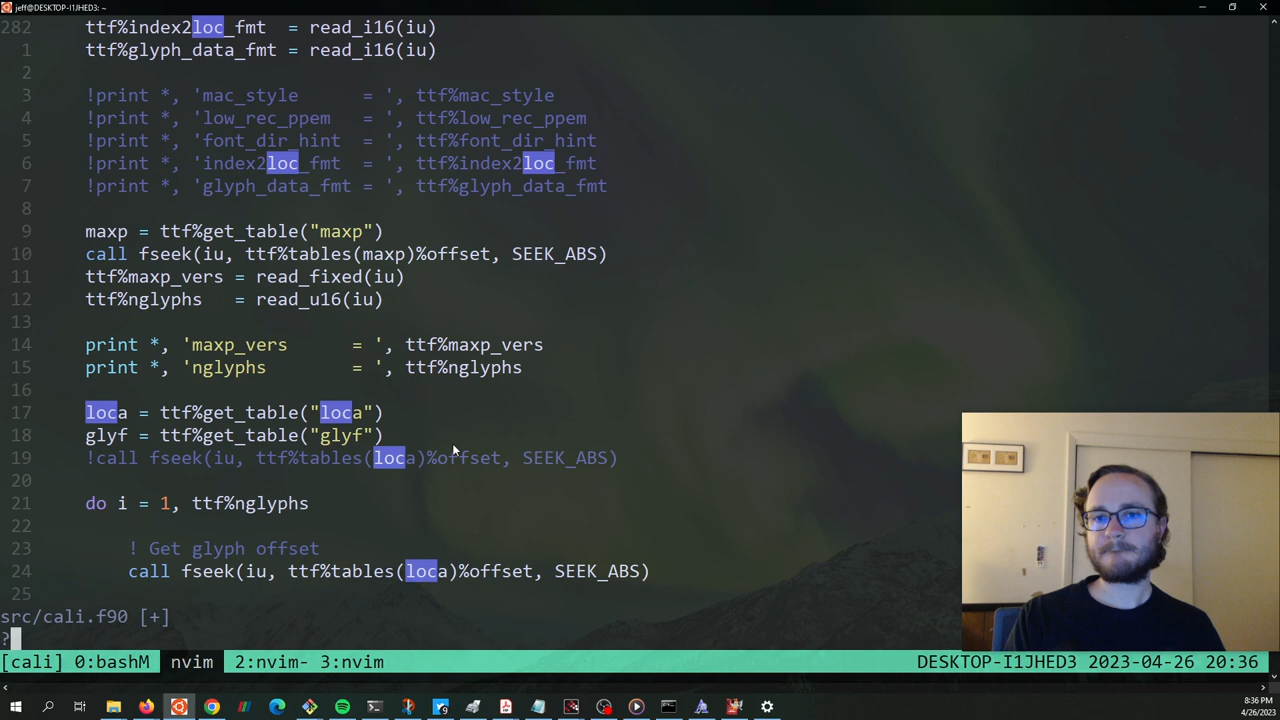 jeff@DESKTOP-I1JHED3: ~
282 ttf%index2loc_fmt = read_i16(iu)
1 ttf%glyph_data_fmt = read_i16(iu)
2
3 !print *, 'mac_style = ', ttf%mac_style
4 !print *, 'low_rec_ppem = ', ttf%low_rec_ppem
5 !print *, 'font_dir_hint = ', ttf%font_dir_hint
6 !print *, 'index2loc_fmt = ', ttf%index2loc_fmt
7 !print *, 'glyph_data_fmt = ', ttf%glyph_data_fmt
8
9 maxp = ttf%get_table("maxp")
10 call fseek(iu, ttf%tables(maxp)%offset, SEEK_ABS)
11 ttf%maxp_vers = read_fixed(iu)
12 ttf%nglyphs = read_u16(iu)
13
14 print *, 'maxp_vers = ', ttf%maxp_vers
15 print *, 'nglyphs = ', ttf%nglyphs
16
17 loca = ttf%get_table("loca")
18 glyf = ttf%get_table("glyf")
19 !call fseek(iu, ttf%tables(loca)%offset, SEEK_ABS)
20
21 do i = 1, ttf%nglyphs
22
23 ! Get glyph offset
24 call fseek(iu, ttf%tables(loca)%offset, SEEK_ABS)
25
src/cali.f90 [+]
?
[cali] 0:bashM nvim 2:nvim- 3:nvim DESKTOP-I1JHED3 2023-04-26 20:36
8:36 PM
4/26/2023